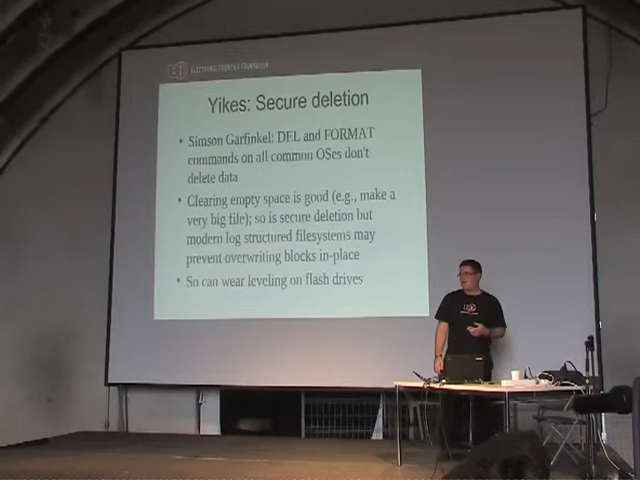 ELECTRONIC FRONTIER FOUNDATION
Yikes: Secure deletion
• Simson Garfinkel: DEL and FORMAT
commands on all common OSes don't
delete data
• Clearing empty space is good (e.g., make a
very big file); so is secure deletion but
modern log structured filesystems may
prevent overwriting blocks in-place
• So can wear leveling on flash drives